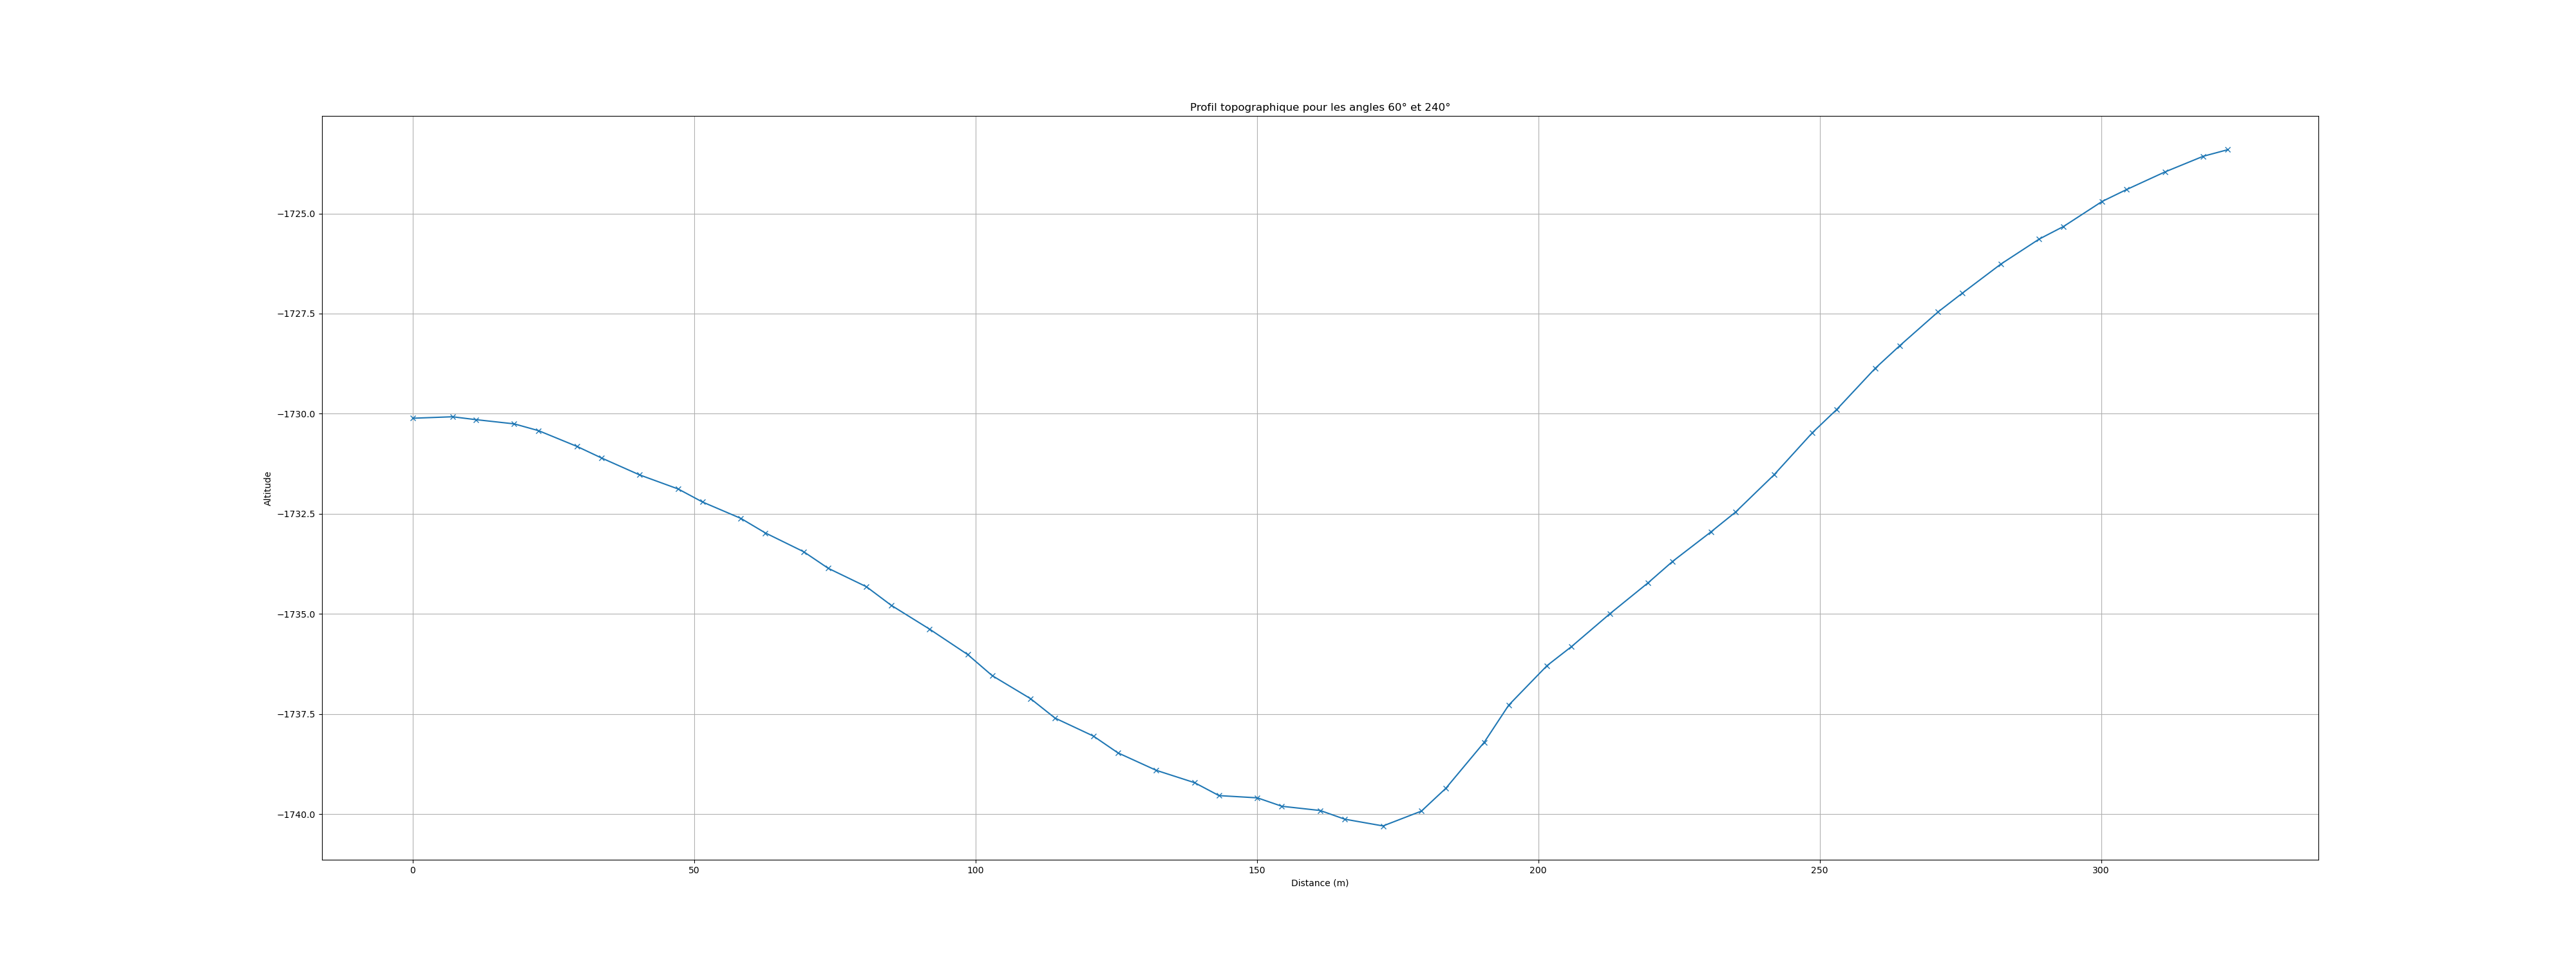 Profil topographique pour les angles 60° et 240°
Altitude
−1725.0
−1727.5
−1730.0
−1732.5
−1735.0
−1737.5
−1740.0
0 50 100 150 200 250 300
Distance (m)